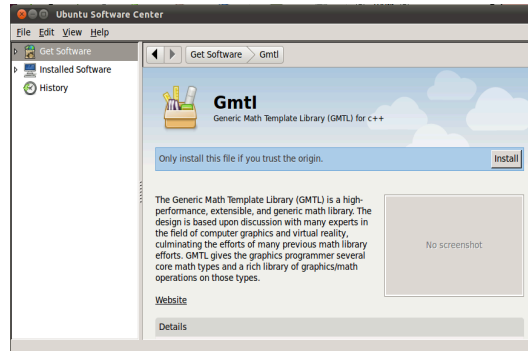 Ubuntu Software Center
File Edit View Help
Get Software
Installed Software
History
Get Software
Gmtl
Gmtl
Generic Math Template Library (GMTL) for c++
Only install this file if you trust the origin.
Install
The Generic Math Template Library (GMTL) is a high-
performance, extensible, and generic math library. The
design is based upon discussion with many experts in
the field of computer graphics and virtual reality,
culminating the efforts of many previous math library
efforts. GMTL gives the graphics programmer several
core math types and a rich library of graphics/math
operations on those types.
No screenshot
Website
Details